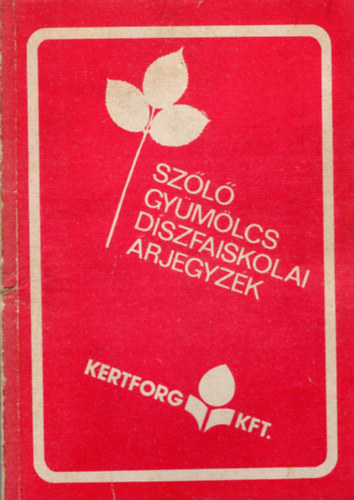 SZŐLŐ
GYÜMÖLCS
DÍSZFAISKOLAI
ÁRJEGYZÉK
KERTFORG KFT.